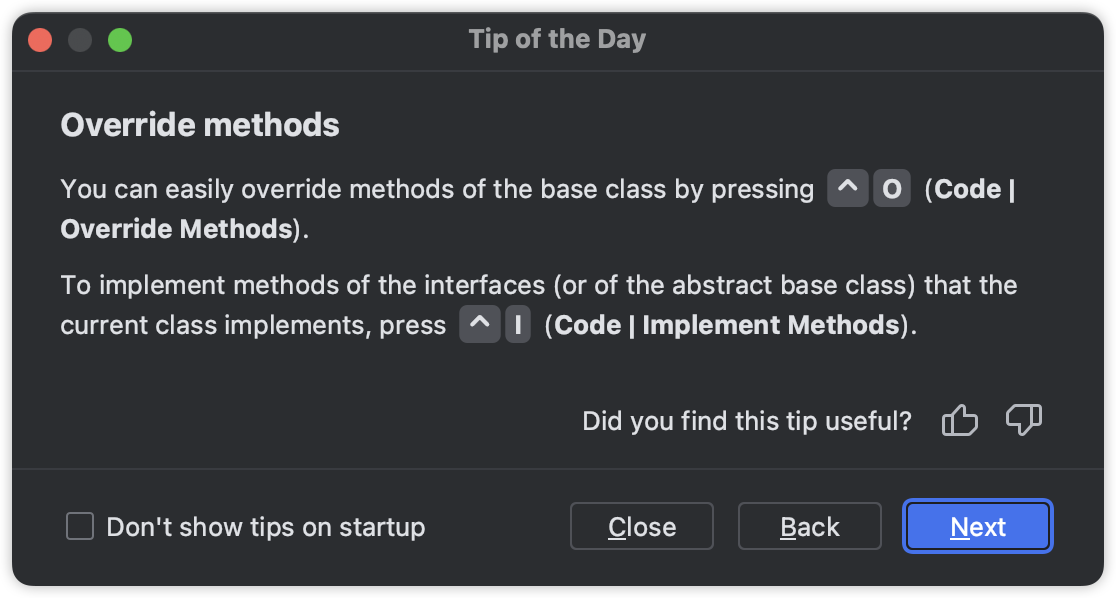 Tip of the Day
Override methods
You can easily override methods of the base class by pressing ^ O (Code |
Override Methods).
To implement methods of the interfaces (or of the abstract base class) that the
current class implements, press ^ I (Code | Implement Methods).
Did you find this tip useful?
Don't show tips on startup
Close
Back
Next